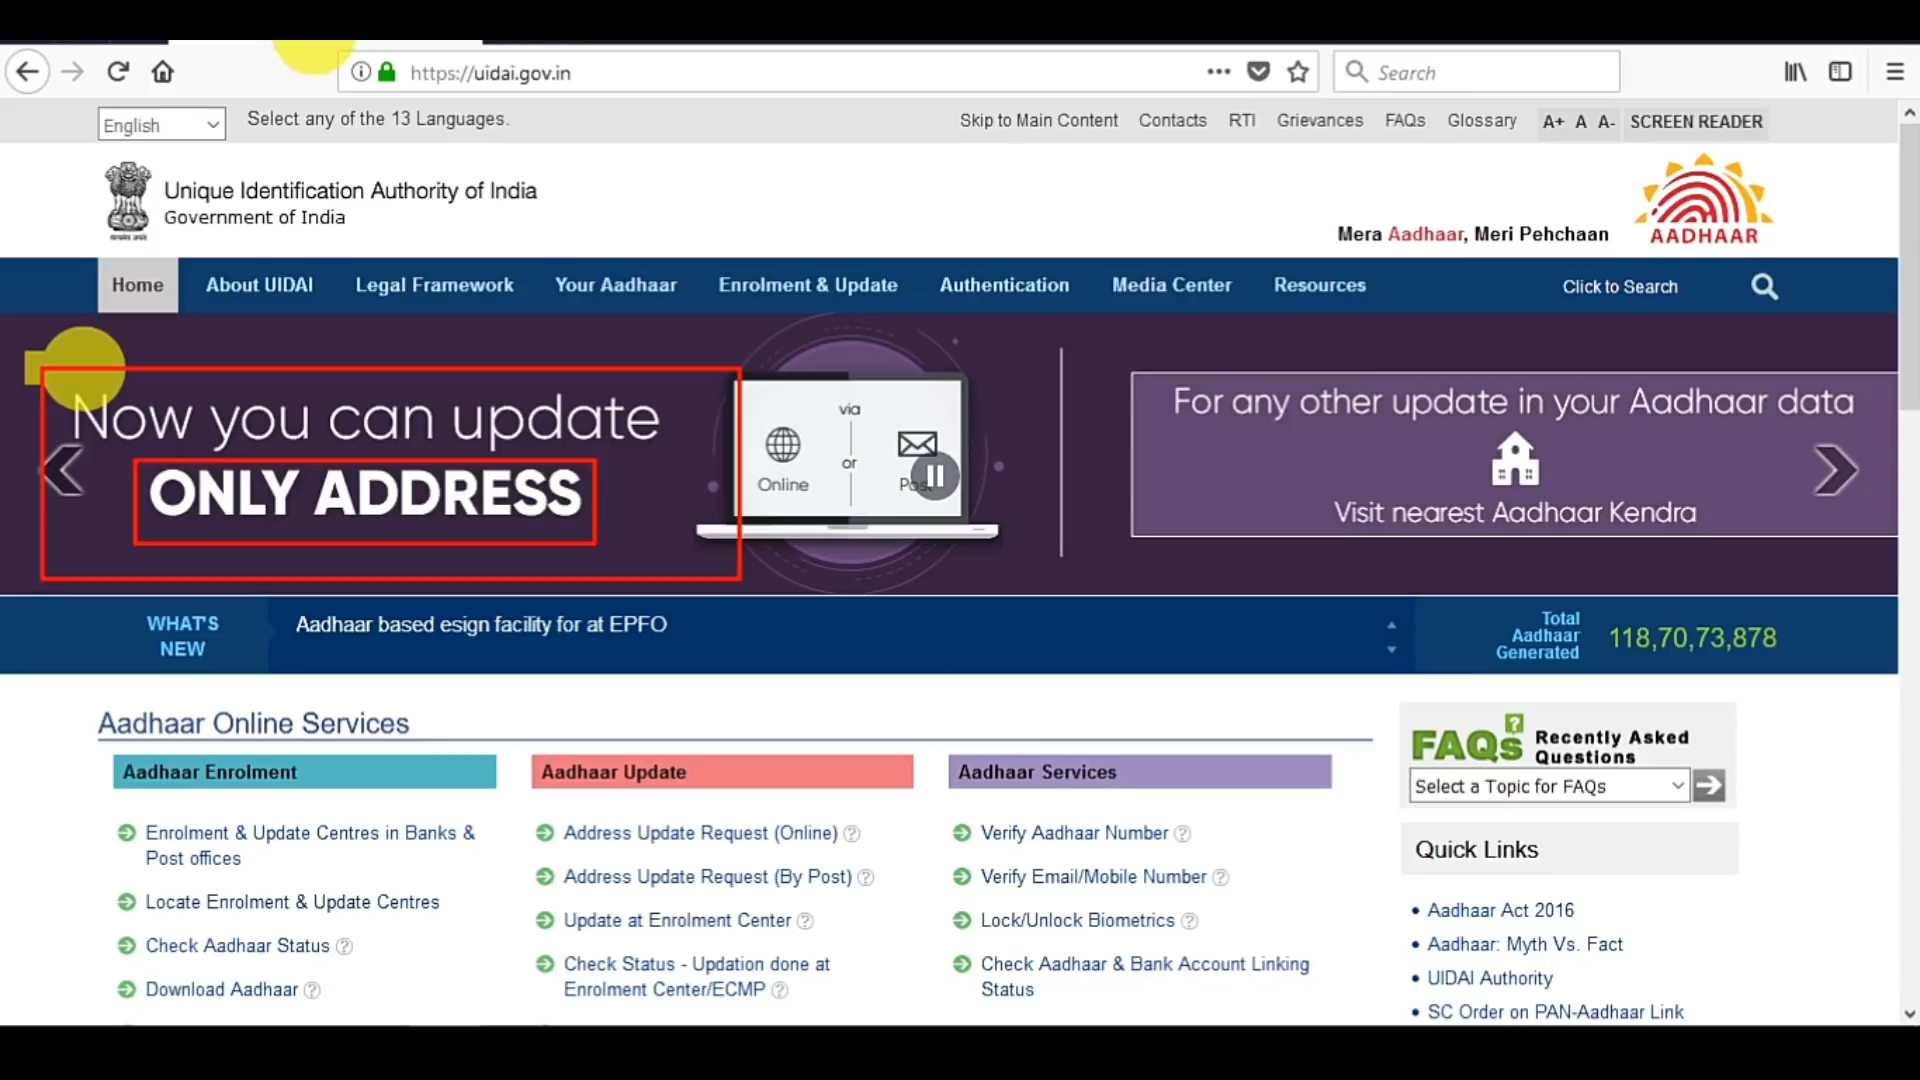 https://uidai.gov.in
Search
English
Select any of the 13 Languages.
Skip to Main Content Contacts RTI Grievances FAQs Glossary A+ A A- SCREEN READER
Unique Identification Authority of India
Government of India
Mera Aadhaar, Meri Pehchaan
AADHAAR
Home About UIDAI Legal Framework Your Aadhaar Enrolment & Update Authentication Media Center Resources Click to Search
Now you can update
ONLY ADDRESS
via
or
Online
For any other update in your Aadhaar data
Visit nearest Aadhaar Kendra
WHAT'S
NEW
Aadhaar based esign facility for at EPFO
Total
Aadhaar
Generated
118,70,73,878
Aadhaar Online Services
Aadhaar Enrolment
Enrolment & Update Centres in Banks &
Post offices
Locate Enrolment & Update Centres
Check Aadhaar Status ?
Download Aadhaar ?
Aadhaar Update
Address Update Request (Online) ?
Address Update Request (By Post) ?
Update at Enrolment Center ?
Check Status - Updation done at
Enrolment Center/ECMP ?
Aadhaar Services
Verify Aadhaar Number ?
Verify Email/Mobile Number ?
Lock/Unlock Biometrics ?
Check Aadhaar & Bank Account Linking
Status
FAQs ? Recently Asked
Questions
Select a Topic for FAQs
Quick Links
• Aadhaar Act 2016
• Aadhaar: Myth Vs. Fact
• UIDAI Authority
• SC Order on PAN-Aadhaar Link